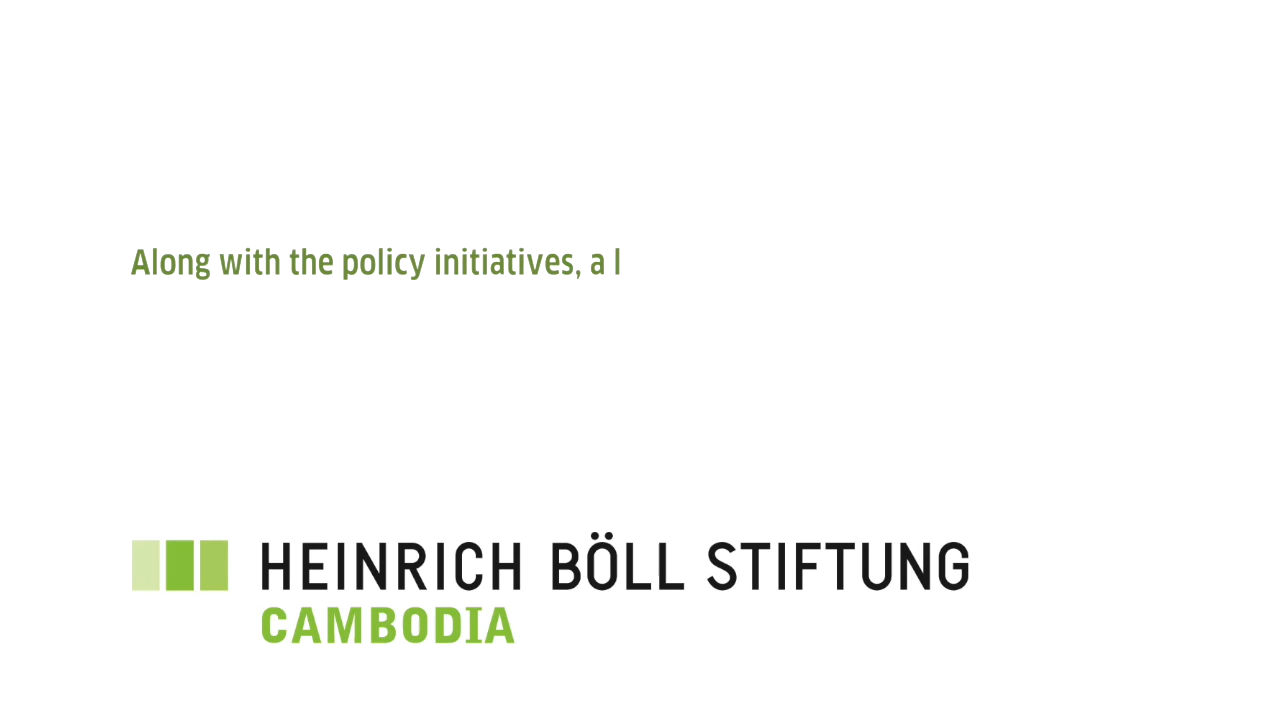 Along with the policy initiatives, a l
HEINRICH BÖLL STIFTUNG
CAMBODIA